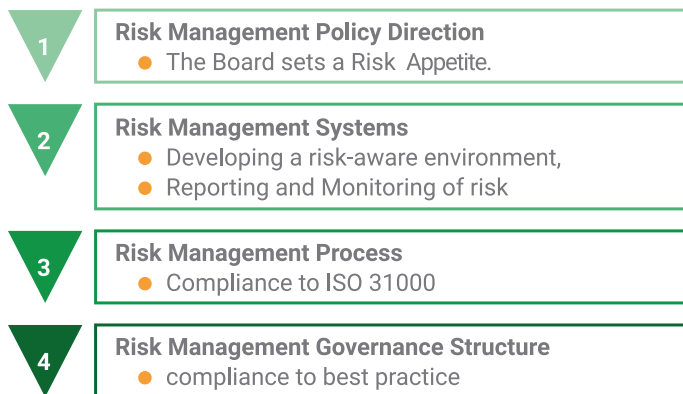 1
Risk Management Policy Direction
The Board sets a Risk Appetite.
2
Risk Management Systems
Developing a risk-aware environment,
Reporting and Monitoring of risk
3
Risk Management Process
Compliance to ISO 31000
4
Risk Management Governance Structure
compliance to best practice